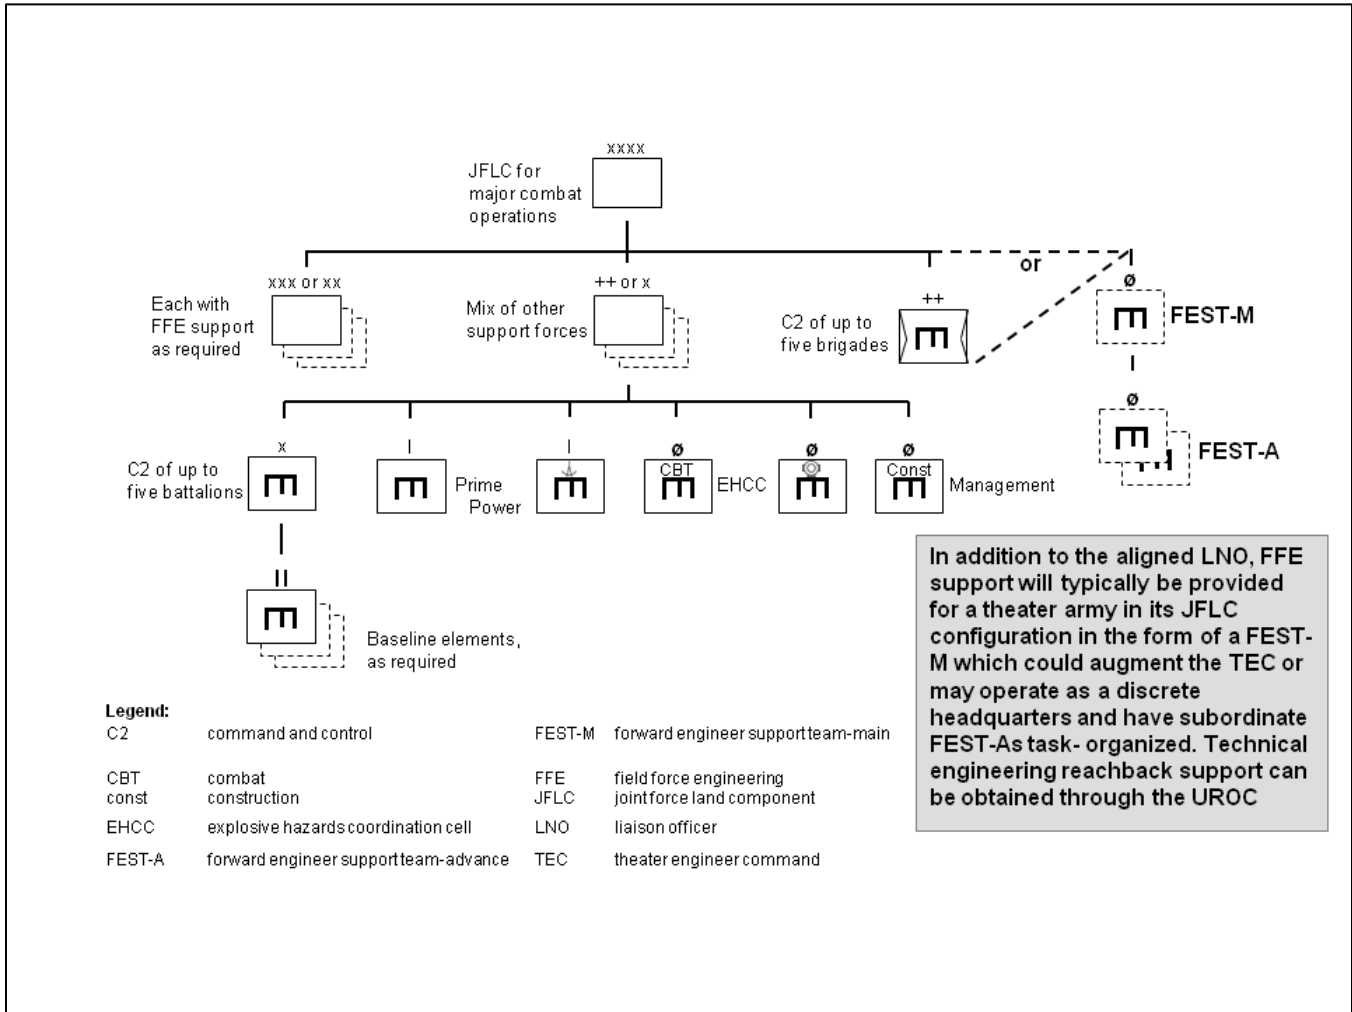 xxxx
JFLC for
major combat
operations
or
xxx or xx
++ or x
++
Ø
Each with
FFE support
as required
Mix of other
support forces
C2 of up to
five brigades
FEST-M
I
Ø
FEST-A
x
I
I
Ø
Ø
Ø
C2 of up to
five battalions
Prime
Power
CBT
EHCC
Const
Management
II
Baseline elements,
as required
In addition to the aligned LNO, FFE
support will typically be provided
for a theater army in its JFLC
configuration in the form of a FEST-
M which could augment the TEC or
may operate as a discrete
headquarters and have subordinate
FEST-As task- organized. Technical
engineering reachback support can
be obtained through the UROC
Legend:
C2 command and control
FEST-M forward engineer support team-main
CBT combat
FFE field force engineering
const construction
JFLC joint force land component
EHCC explosive hazards coordination cell
LNO liaison officer
FEST-A forward engineer support team-advance
TEC theater engineer command